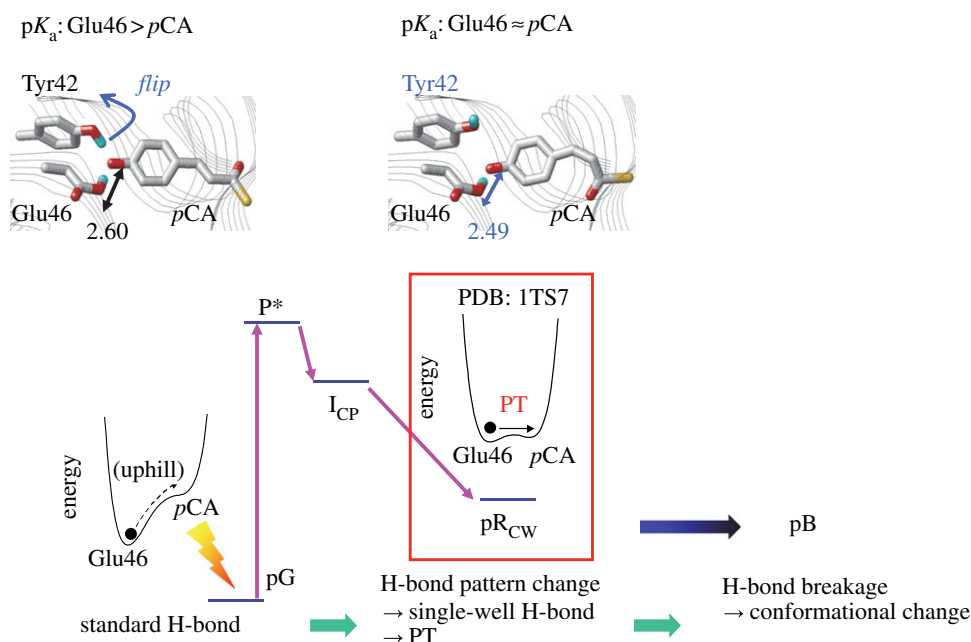 pKa: Glu46 > pCA
pKa: Glu46 ≈ pCA
Tyr42
flip
Glu46
pCA
2.60
Tyr42
Glu46
pCA
2.49
P*
ICP
PDB: 1TS7
energy
PT
Glu46
pCA
pRCW
energy
(uphill)
pCA
Glu46
pG
pB
standard H-bond
H-bond pattern change
→ single-well H-bond
→ PT
H-bond breakage
→ conformational change